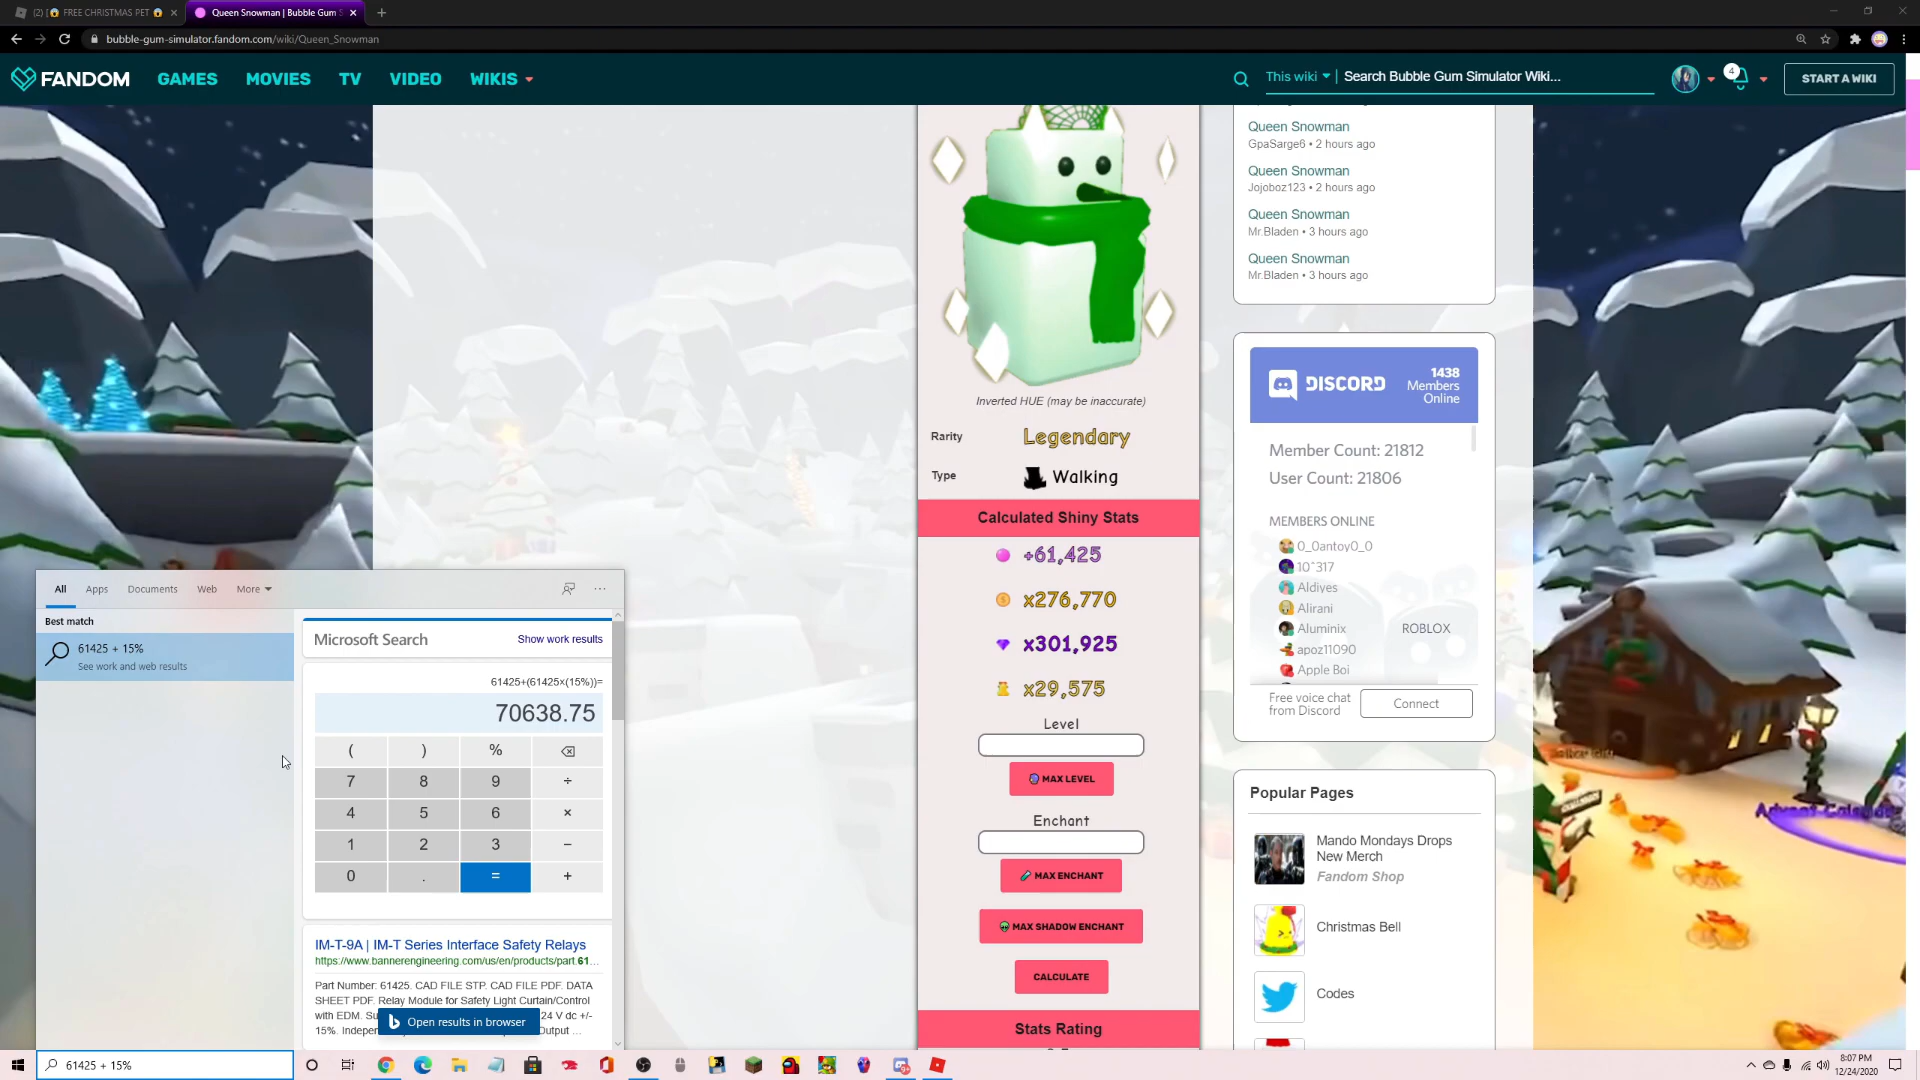 (2) [😱 FREE CHRISTMAS PET 😱
Queen Snowman | Bubble Gum S
bubble-gum-simulator.fandom.com/wiki/Queen_Snowman
FANDOM
GAMES
MOVIES
TV
VIDEO
WIKIS
This wiki
Search Bubble Gum Simulator Wiki...
4
START A WIKI
Queen Snowman
GpaSarge6 • 2 hours ago
Queen Snowman
Jojoboz123 • 2 hours ago
Queen Snowman
Mr.Bladen • 3 hours ago
Queen Snowman
Mr.Bladen • 3 hours ago
Inverted HUE (may be inaccurate)
Rarity
Legendary
Type
Walking
Calculated Shiny Stats
+61,425
x276,770
x301,925
x29,575
Level
MAX LEVEL
Enchant
MAX ENCHANT
MAX SHADOW ENCHANT
CALCULATE
Stats Rating
DISCORD
1438
Members
Online
Member Count: 21812
User Count: 21806
MEMBERS ONLINE
0_0antoy0_0
10^317
Aldiyes
Alirani
Aluminix
ROBLOX
apoz11090
Apple Boi
Free voice chat
from Discord
Connect
Popular Pages
Mando Mondays Drops
New Merch
Fandom Shop
Christmas Bell
Codes
Advent Calendar
All
Apps
Documents
Web
More
Best match
61425 + 15%
See work and web results
Microsoft Search
Show work results
61425+(61425x(15%))=
70638.75
( ) %
7 8 9 ÷
4 5 6 ×
1 2 3 −
0 . = +
IM-T-9A | IM-T Series Interface Safety Relays
https://www.bannerengineering.com/us/en/products/part.61...
Part Number: 61425. CAD FILE STP. CAD FILE PDF. DATA
SHEET PDF. Relay Module for Safety Light Curtain/Control
with EDM. Su
24 V dc +/-
15%. Indepen
Output ...
Open results in browser
61425 + 15%
8:07 PM
12/24/2020